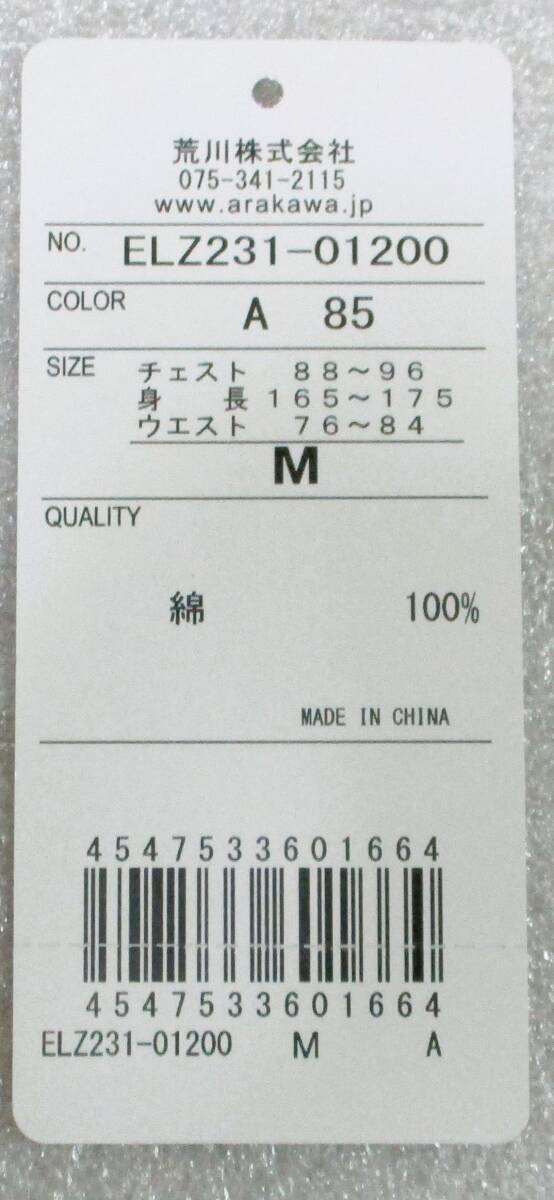 荒川株式会社
075-341-2115
www.arakawa.jp
NO. ELZ231-01200
COLOR A 85
SIZE チェスト 88~96
身長 165~175
ウエスト 76~84
M
QUALITY
綿 100%
MADE IN CHINA
4547533601664
4547533601664
ELZ231-01200 M A